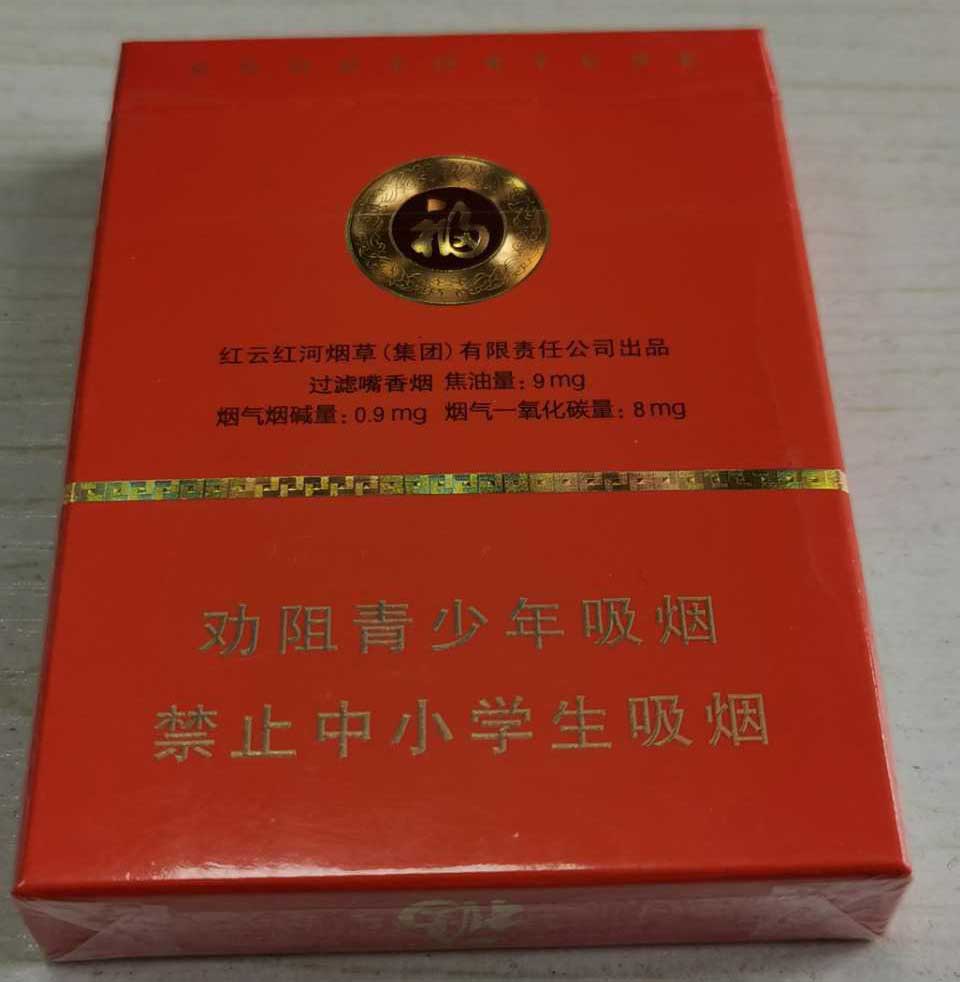 福
红云红河烟草(集团)有限责任公司出品
过滤嘴香烟 焦油量:9mg
烟气烟碱量:0.9mg 烟气一氧化碳量:8mg
劝阻青少年吸烟
禁止中小学生吸烟